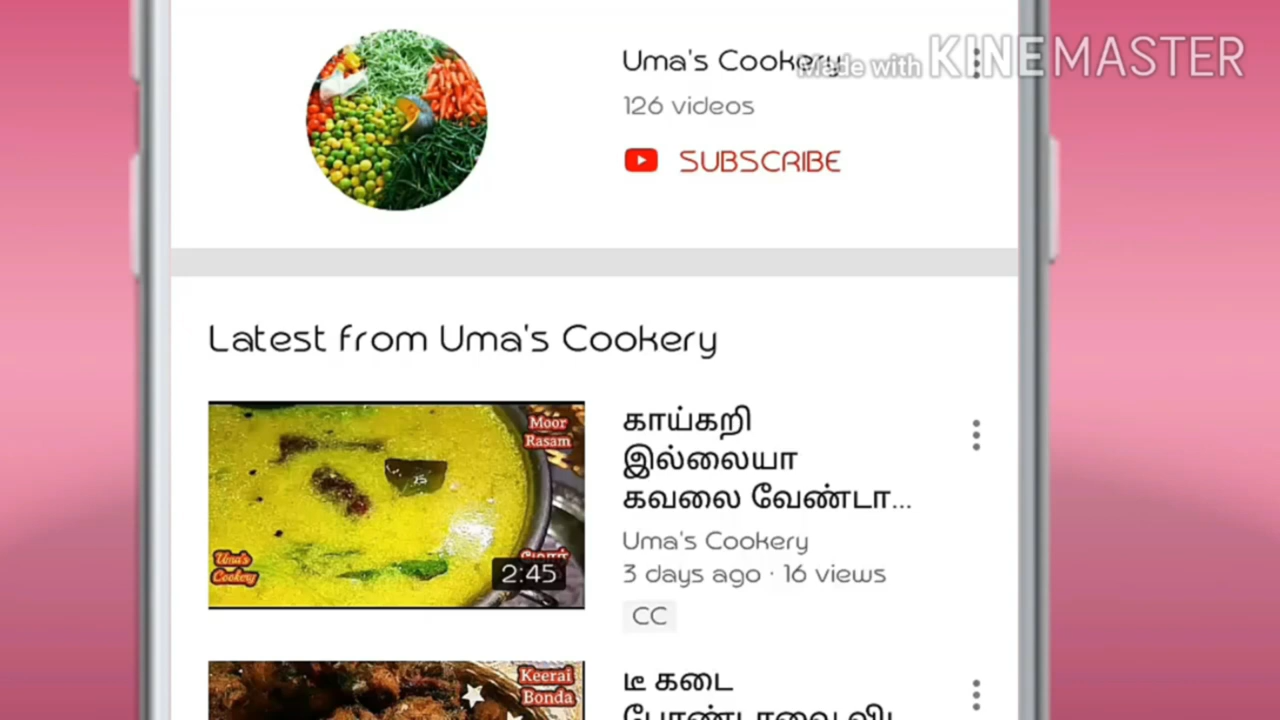 Uma's Cookery
Made with KINEMASTER
126 videos
SUBSCRIBE
Latest from Uma's Cookery
Moor
Rasam
Uma's
Cookery
2:45
காய்கறி
இல்லையா
கவலை வேண்டா...
Uma's Cookery
3 days ago · 16 views
CC
Keerai
Bonda
டீ கடை